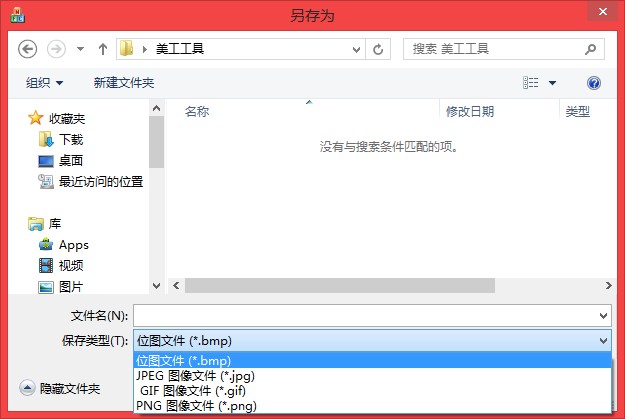 另存为
美工工具
搜索 美工工具
组织
新建文件夹
名称
修改日期
类型
没有与搜索条件匹配的项。
收藏夹
下载
桌面
最近访问的位置
库
Apps
视频
图片
文件名(N):
保存类型(T): 位图文件 (*.bmp)
位图文件 (*.bmp)
JPEG 图像文件 (*.jpg)
GIF 图像文件 (*.gif)
PNG 图像文件 (*.png)
隐藏文件夹